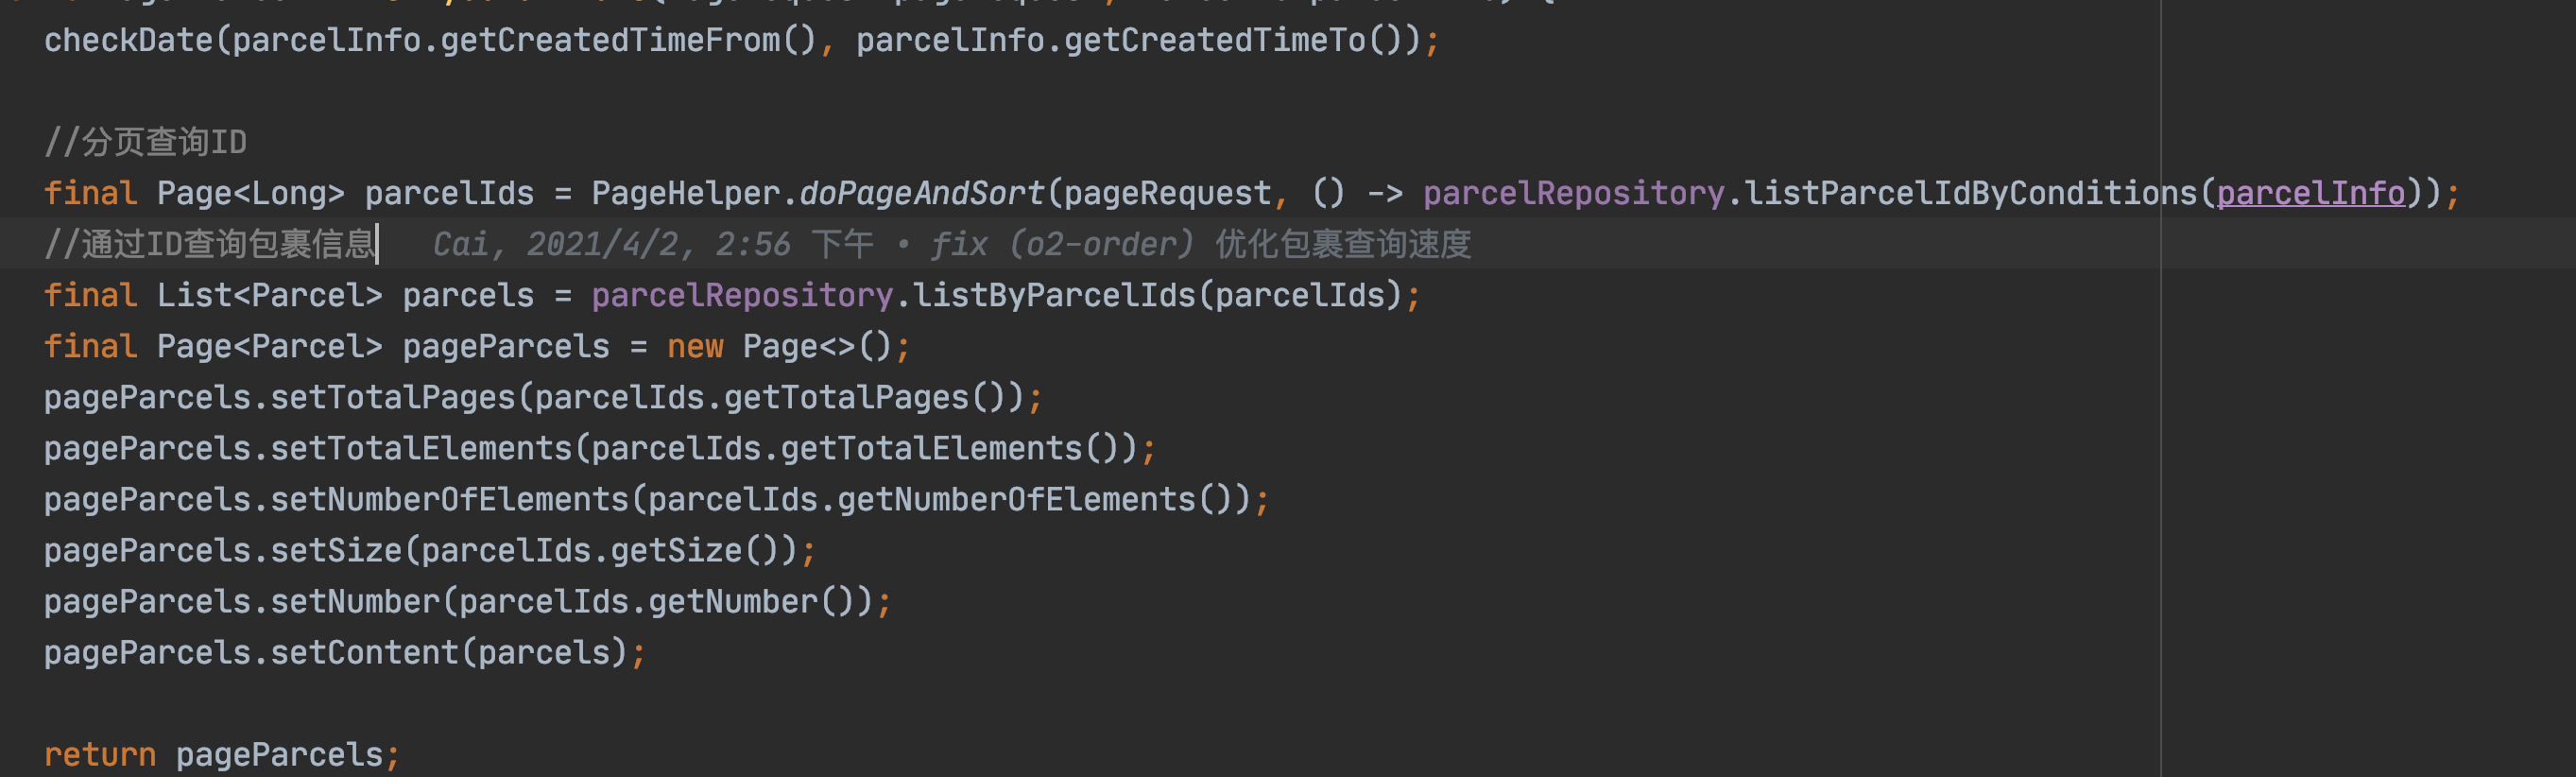 checkDate(parcelInfo.getCreatedTimeFrom(), parcelInfo.getCreatedTimeTo());
//分页查询ID
final Page<Long> parcelIds = PageHelper.doPageAndSort(pageRequest, () -> parcelRepository.listParcelIdByConditions(parcelInfo));
//通过ID查询包裹信息 Cai, 2021/4/2, 2:56 下午 • fix (o2-order) 优化包裹查询速度
final List<Parcel> parcels = parcelRepository.listByParcelIds(parcelIds);
final Page<Parcel> pageParcels = new Page<>();
pageParcels.setTotalPages(parcelIds.getTotalPages());
pageParcels.setTotalElements(parcelIds.getTotalElements());
pageParcels.setNumberOfElements(parcelIds.getNumberOfElements());
pageParcels.setSize(parcelIds.getSize());
pageParcels.setNumber(parcelIds.getNumber());
pageParcels.setContent(parcels);
return pageParcels;